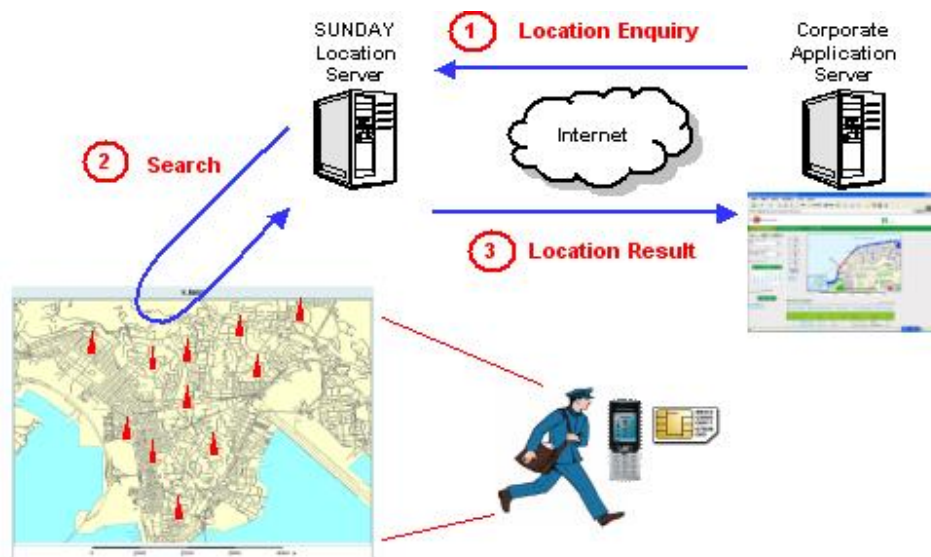 SUNDAY
Location
Server
1 Location Enquiry
Corporate
Application
Server
Internet
2 Search
3 Location Result